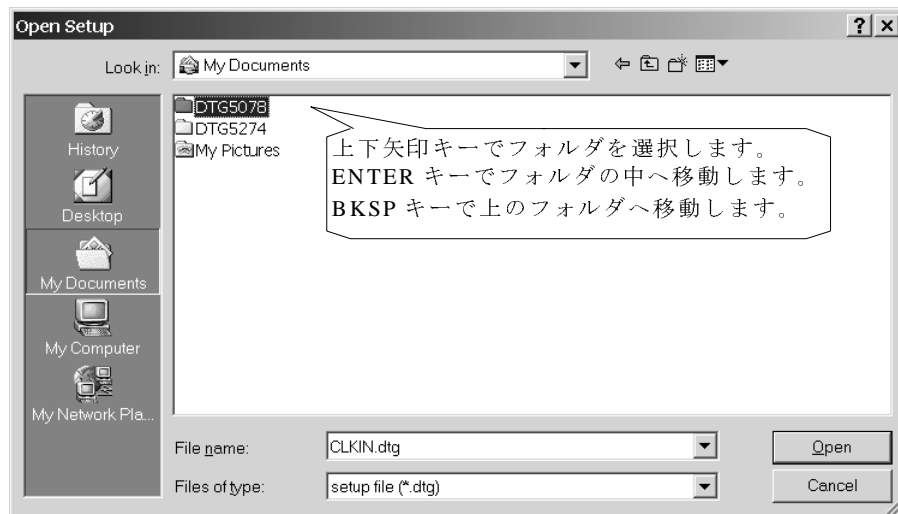 Open Setup
Look in:
My Documents
History
Desktop
My Documents
My Computer
My Network Pla...
DTG5078
DTG5274
My Pictures
上下矢印キーでフォルダを選択します。
ENTER キーでフォルダの中へ移動します。
BKSP キーで上のフォルダへ移動します。
File name:
CLKIN.dtg
Open
Files of type:
setup file (*.dtg)
Cancel